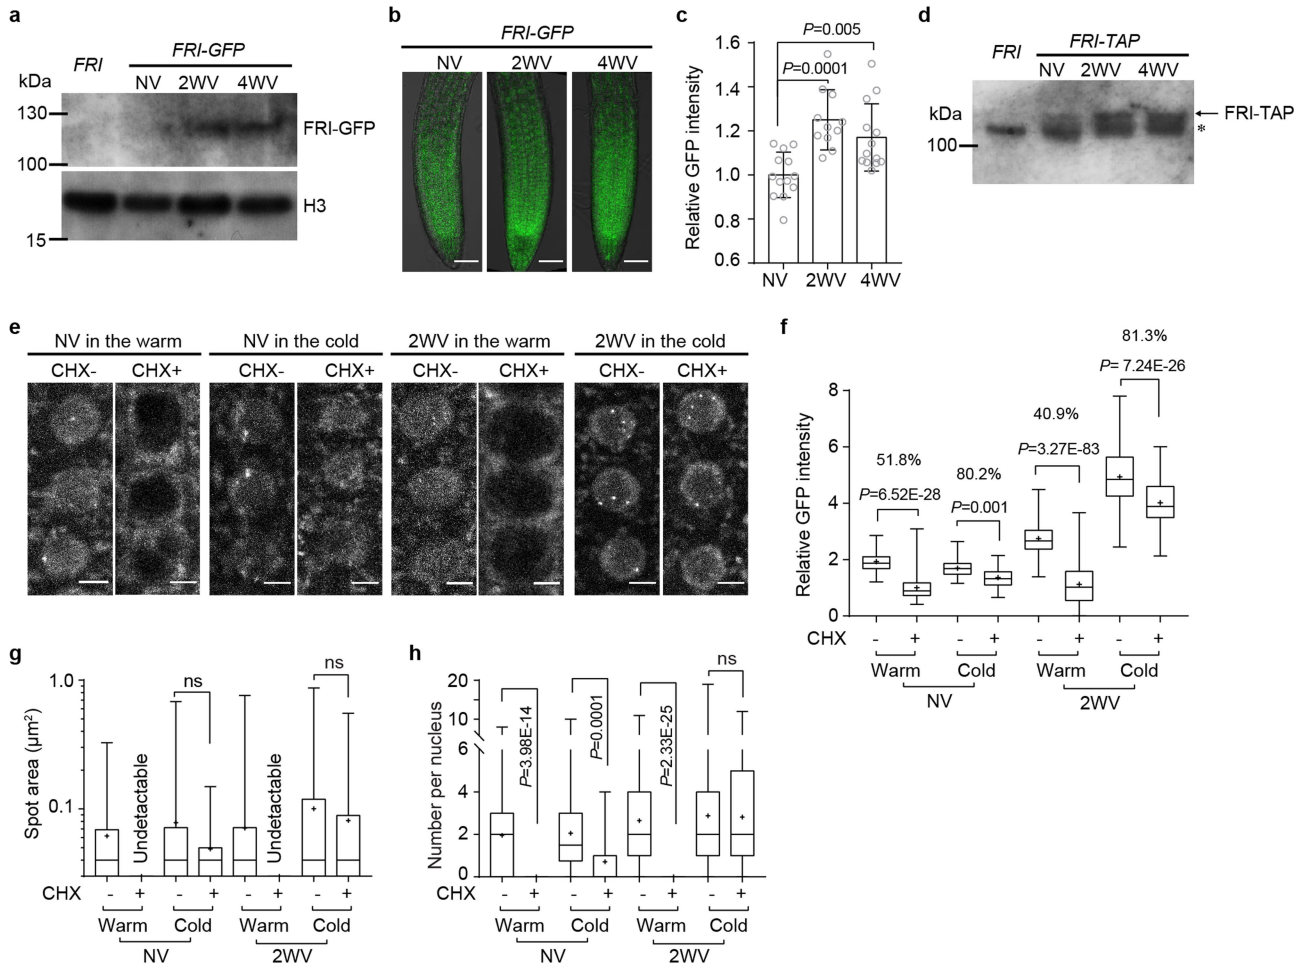 a
FRI-GFP
FRI
kDa
NV 2WV 4WV
130
FRI-GFP
100
H3
15
b
FRI-GFP
NV 2WV 4WV
c
P=0.005
P=0.0001
Relative GFP intensity
1.6
1.4
1.2
1.0
0.8
0.6
NV 2WV 4WV
d
FRI-TAP
FRI
NV 2WV 4WV
kDa
FRI-TAP
*
100
e
NV in the warm NV in the cold 2WV in the warm 2WV in the cold
CHX- CHX+ CHX- CHX+ CHX- CHX+ CHX- CHX+
f
81.3%
P= 7.24E-26
40.9%
P=3.27E-83
51.8%
80.2%
P=6.52E-28
P=0.001
Relative GFP intensity
8
6
4
2
0
CHX - + - + - + - +
Warm Cold Warm Cold
NV 2WV
g
ns
ns
Spot area (µm²)
1.0
0.1
Undetactable
Undetactable
CHX - + - + - + - +
Warm Cold Warm Cold
NV 2WV
h
ns
P=3.98E-14
P=0.0001
P=2.33E-25
Number per nucleus
20
10
6
4
2
0
CHX - + - + - + - +
Warm Cold Warm Cold
NV 2WV